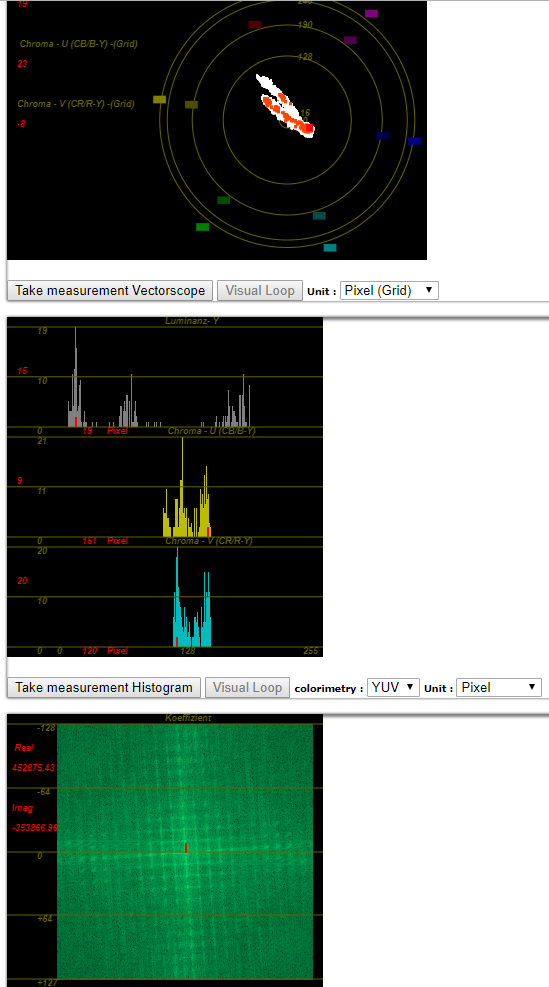 19
240
190
Chroma - U (CB/B-Y) -(Grid)
128
23
Chroma - V (CR/R-Y) -(Grid)
16
-8
Take measurement Vectorscope Visual Loop Unit : Pixel (Grid)
Luminanz- Y
19
15
10
0 19 Pixel Chroma - U (CB/B-Y)
21
9
11
0 151 Pixel Chroma - V (CR/R-Y)
20
20
10
0 0 120 Pixel 128 255
Take measurement Histogram Visual Loop colorimetry : YUV Unit : Pixel
Koeffizient
-128
Real
452875.43
-64
Imag
-353866.96
0
+64
+127